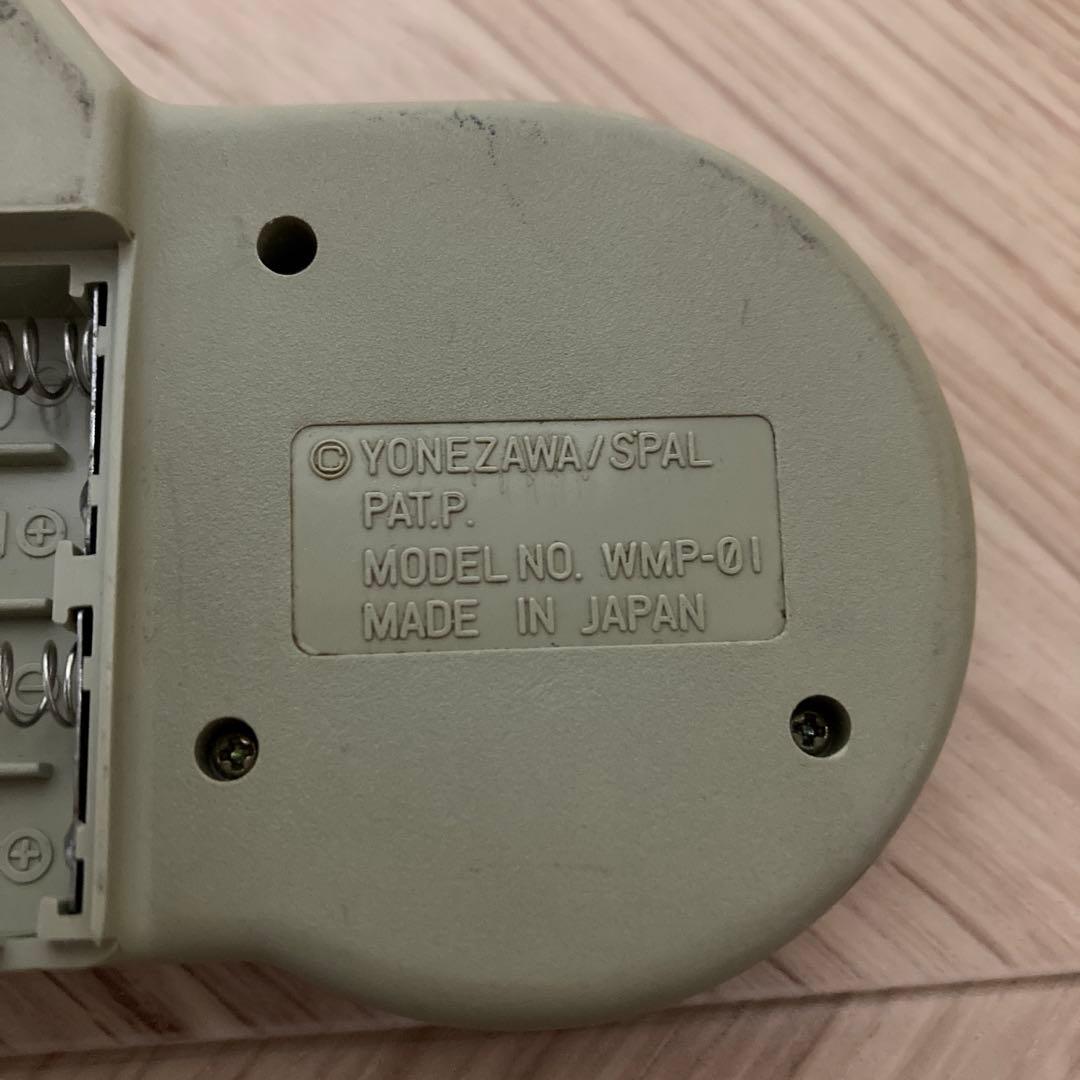 © YONEZAWA/SPAL
PAT.P.
MODEL NO. WMP-01
MADE IN JAPAN